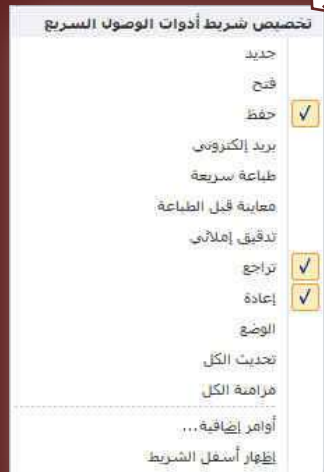 تخصيص شريط أدوات الوصول السريع
جديد
فتح
حفظ
بريد إلكتروني
طباعة سريعة
معاينة قبل الطباعة
تدقيق إملائي
تراجع
إعادة
الوضع
تحديث الكل
مزامنة الكل
أوامر إضافية...
إظهار أسفل الشريط